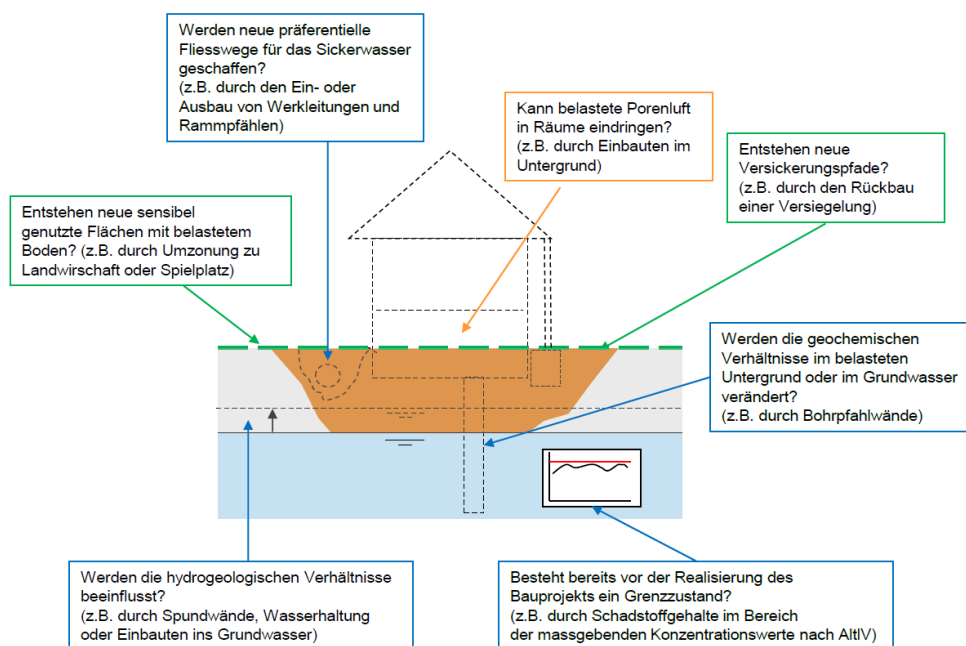 Werden neue präferentielle
Fliesswege für das Sickerwasser
geschaffen?
(z.B. durch den Ein- oder
Ausbau von Werkleitungen und
Rammpfählen)
Kann belastete Porenluft
in Räume eindringen?
(z.B. durch Einbauten im
Untergrund)
Entstehen neue
Versickerungspfade?
(z.B. durch den Rückbau
einer Versiegelung)
Entstehen neue sensibel
genutzte Flächen mit belastetem
Boden? (z.B. durch Umzonung zu
Landwirschaft oder Spielplatz)
Werden die geochemischen
Verhältnisse im belasteten
Untergrund oder im Grundwasser
verändert?
(z.B. durch Bohrpfahlwände)
Werden die hydrogeologischen Verhältnisse
beeinflusst?
(z.B. durch Spundwände, Wasserhaltung
oder Einbauten ins Grundwasser)
Besteht bereits vor der Realisierung des
Bauprojekts ein Grenzzustand?
(z.B. durch Schadstoffgehalte im Bereich
der massgebenden Konzentrationswerte nach AltlV)